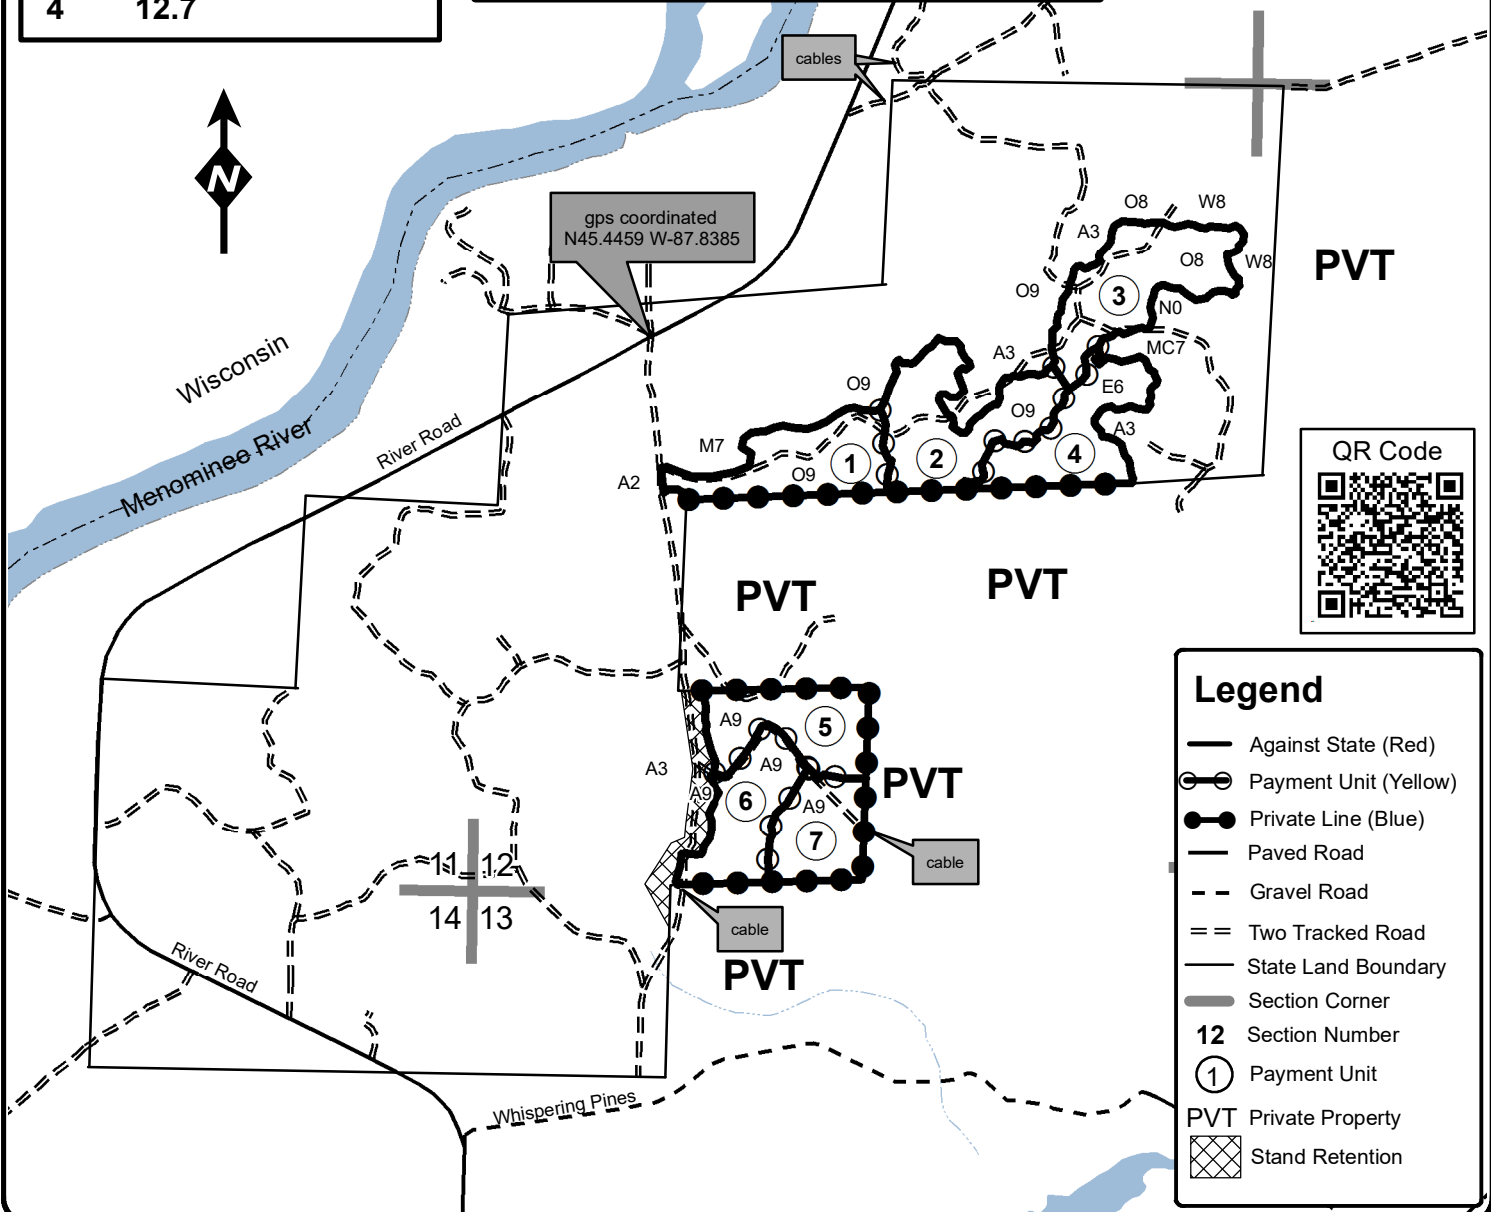 4 12.7
cables
N
gps coordinated
N45.4459 W-87.8385
O8 W8
A3
O8 W8
PVT
O9
3
N0
Wisconsin
A3
MC7
O9
E6
O9
River Road
M7
A3
Menominee River
1
2
4
O9
A2
QR Code
PVT
PVT
A9
5
A3
A9
PVT
A9
6
A9
7
cable
11 12
14 13
cable
River Road
PVT
Whispering Pines
Legend
Against State (Red)
Payment Unit (Yellow)
Private Line (Blue)
Paved Road
Gravel Road
Two Tracked Road
State Land Boundary
Section Corner
12 Section Number
1 Payment Unit
PVT Private Property
Stand Retention